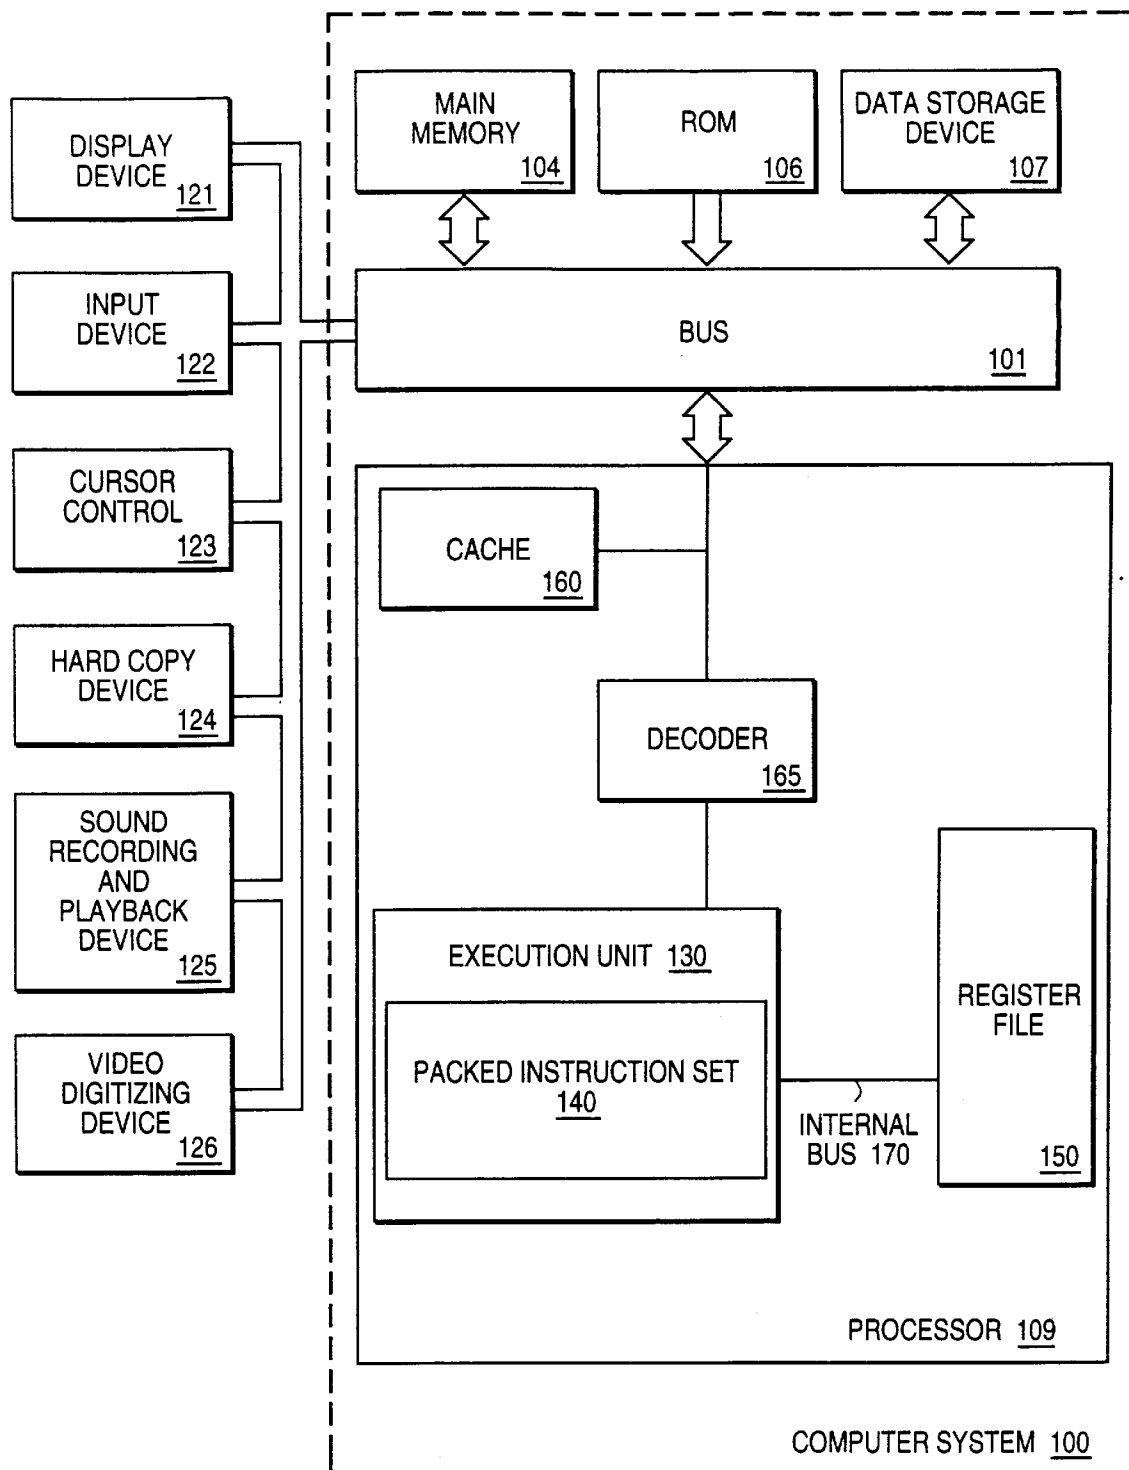 MAIN
MEMORY
104
ROM
106
DATA STORAGE
DEVICE
107
DISPLAY
DEVICE
121
INPUT
DEVICE
122
BUS
101
CURSOR
CONTROL
123
CACHE
160
HARD COPY
DEVICE
124
DECODER
165
SOUND
RECORDING
AND
PLAYBACK
DEVICE
125
EXECUTION UNIT 130
PACKED INSTRUCTION SET
140
REGISTER
FILE
150
INTERNAL
BUS 170
VIDEO
DIGITIZING
DEVICE
126
PROCESSOR 109
COMPUTER SYSTEM 100